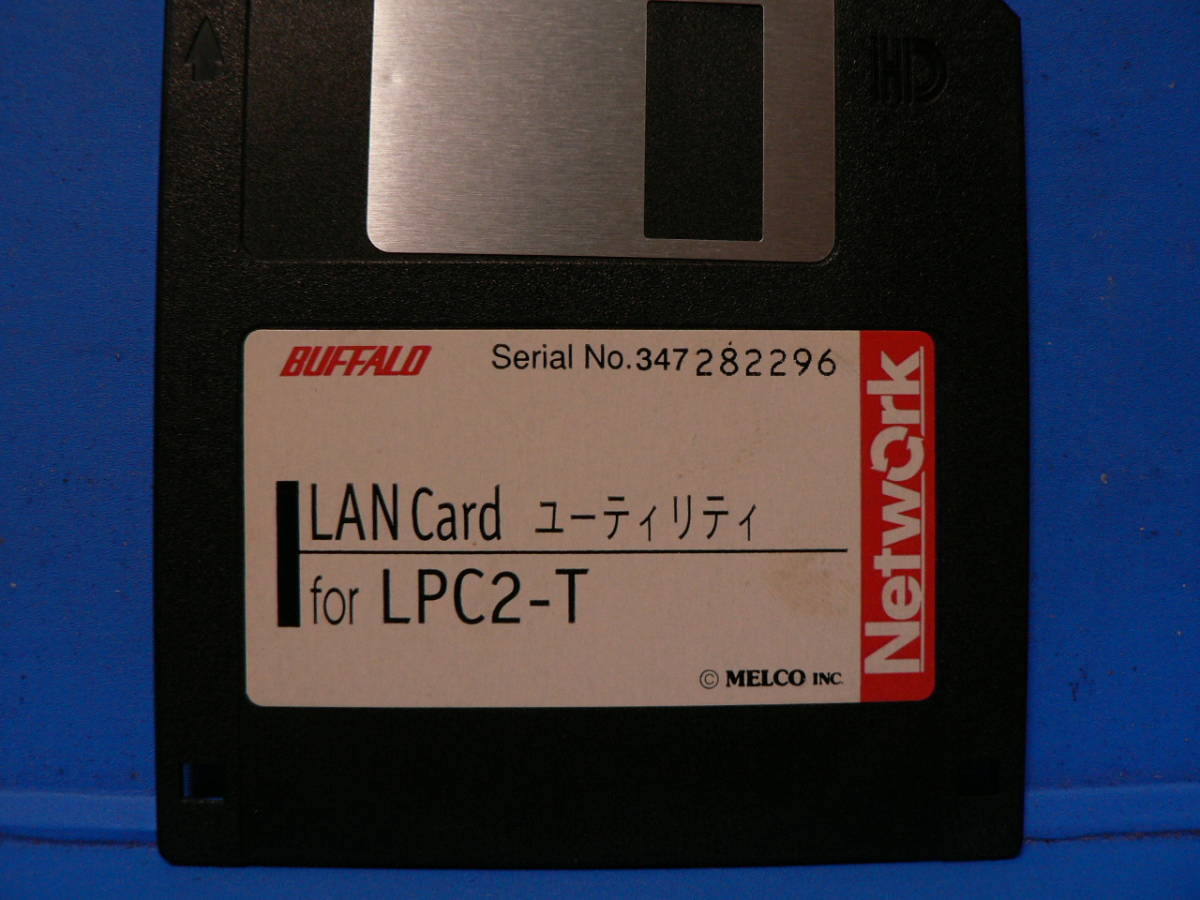 HD
BUFFALO
Serial No.347282296
LAN Card ユーティリティ
for LPC2-T
© MELCO INC.
Network